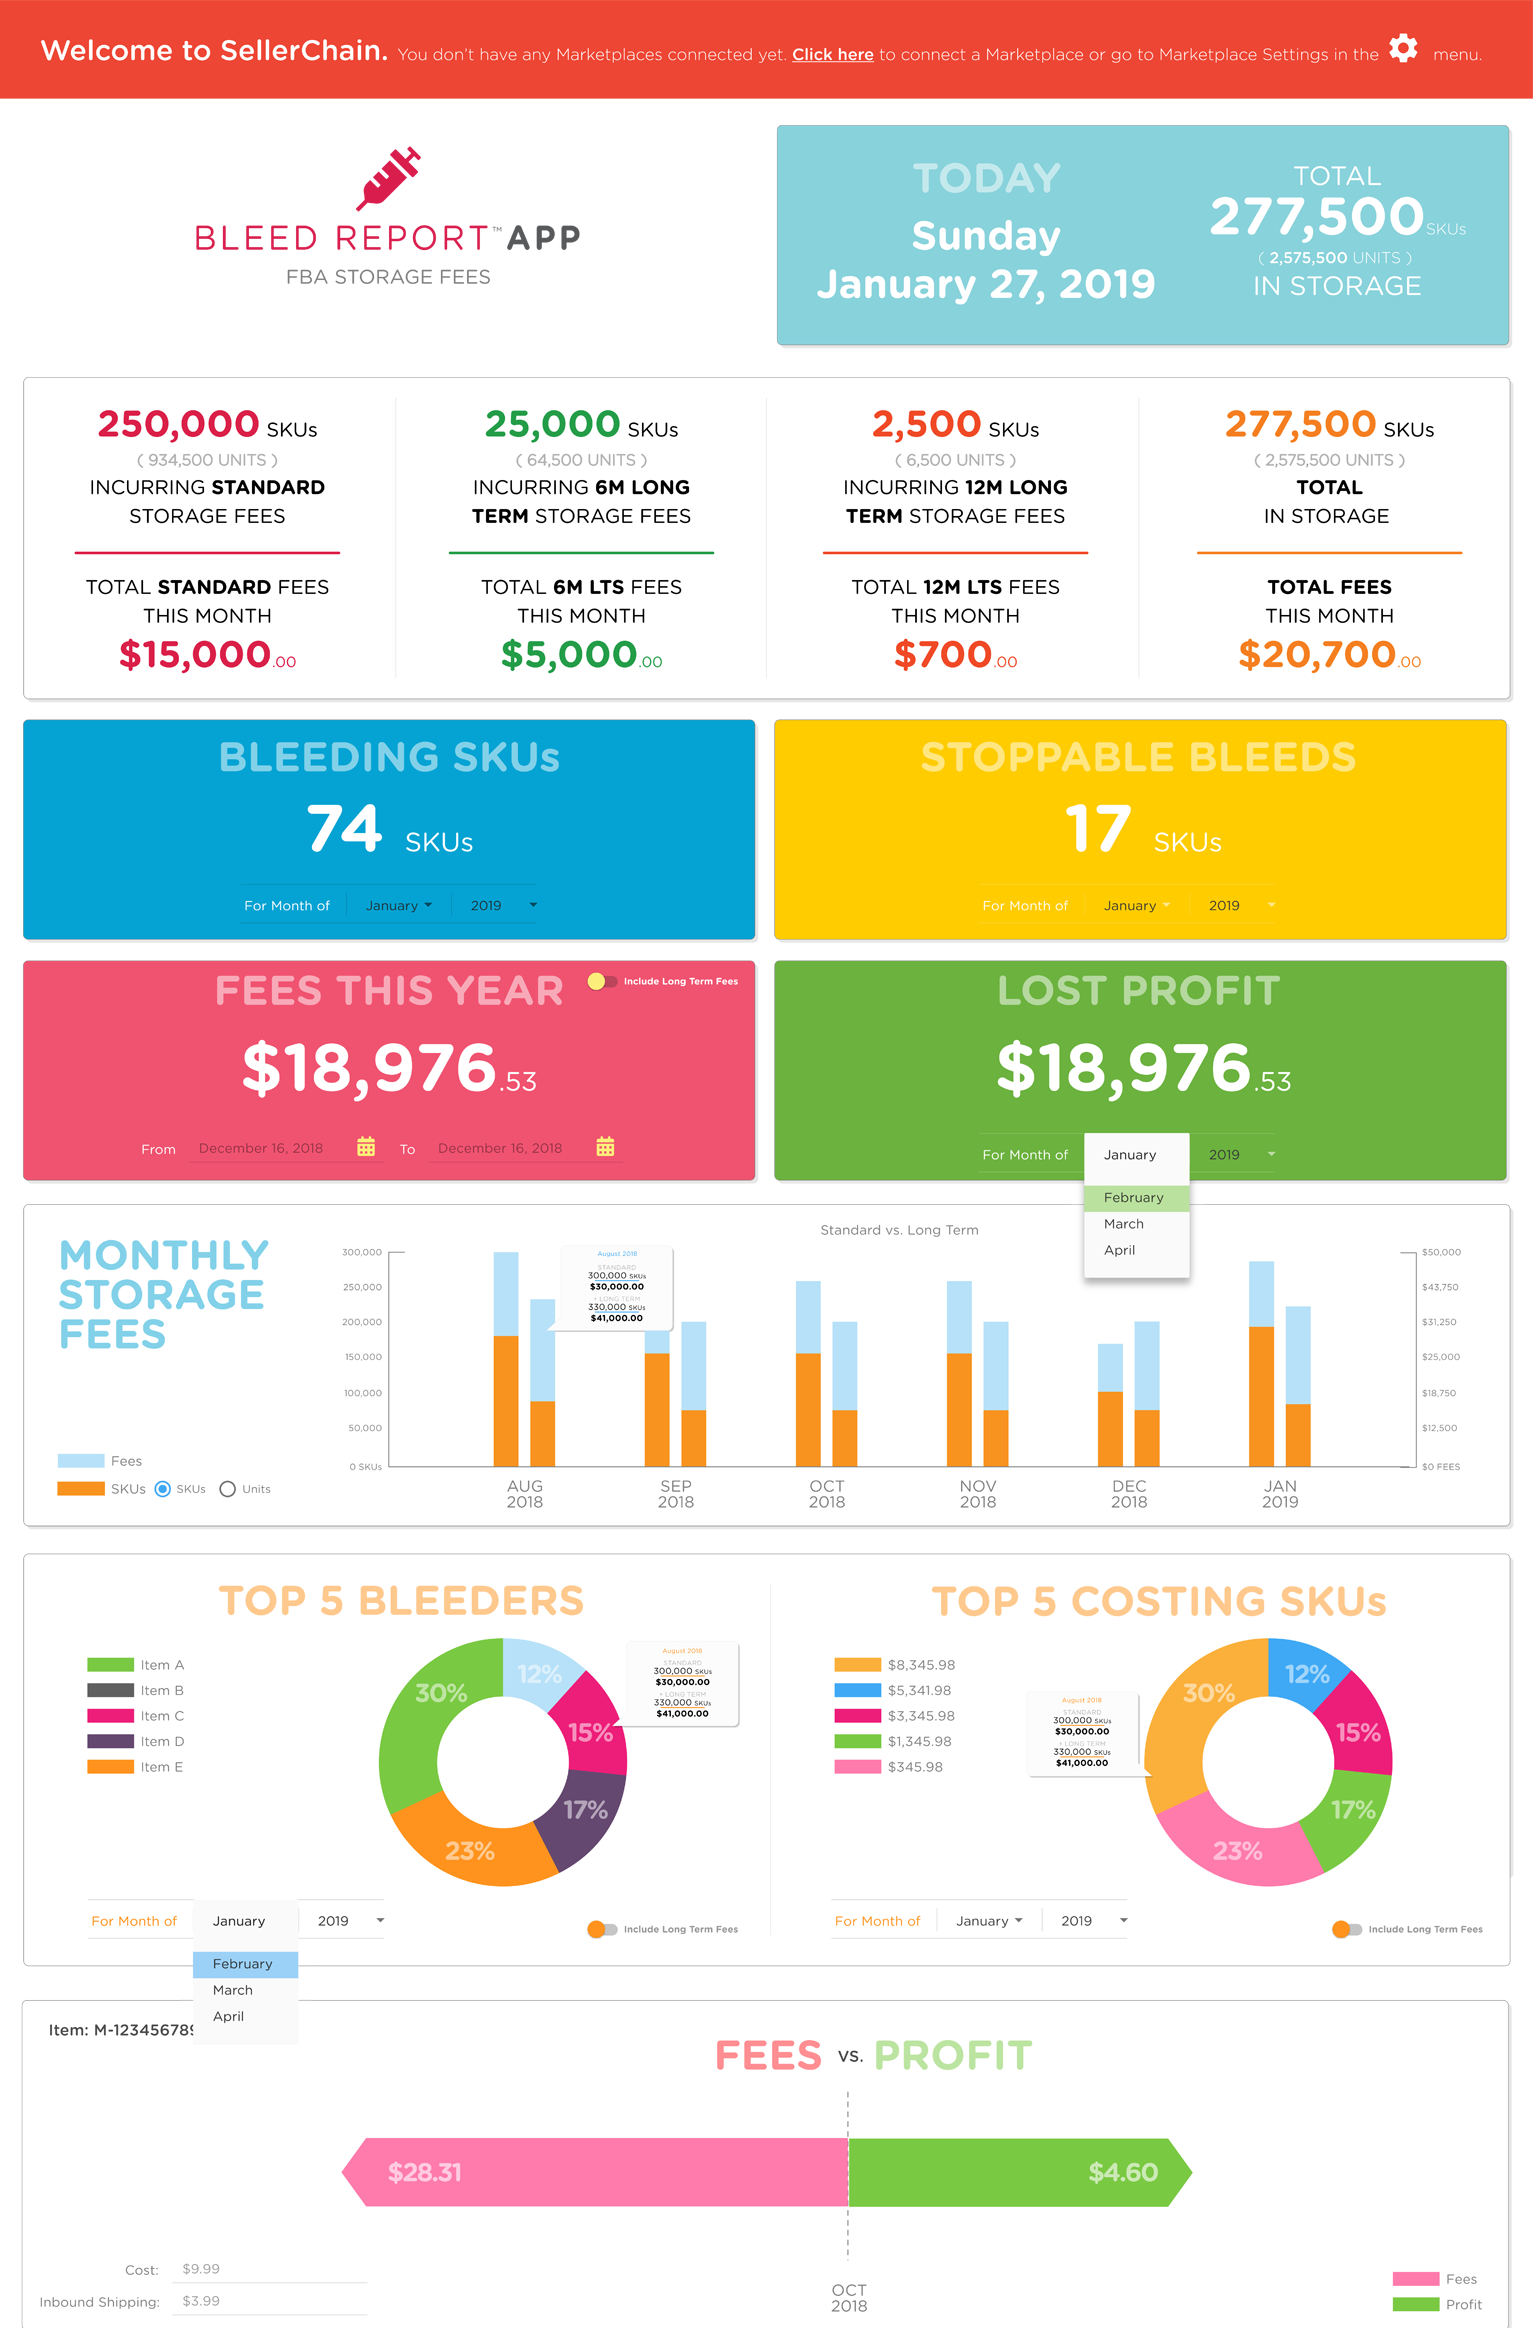 Welcome to SellerChain. You don't have any Marketplaces connected yet. Click here to connect a Marketplace or go to Marketplace Settings in the menu.
BLEED REPORT™ APP
FBA STORAGE FEES
TODAY
Sunday
January 27, 2019
TOTAL
277,500 SKUs
( 2,575,500 UNITS )
IN STORAGE
250,000 SKUs
( 934,500 UNITS )
INCURRING STANDARD
STORAGE FEES
TOTAL STANDARD FEES
THIS MONTH
$15,000.00
25,000 SKUs
( 64,500 UNITS )
INCURRING 6M LONG
TERM STORAGE FEES
TOTAL 6M LTS FEES
THIS MONTH
$5,000.00
2,500 SKUs
( 6,500 UNITS )
INCURRING 12M LONG
TERM STORAGE FEES
TOTAL 12M LTS FEES
THIS MONTH
$700.00
277,500 SKUs
( 2,575,500 UNITS )
TOTAL
IN STORAGE
TOTAL FEES
THIS MONTH
$20,700.00
BLEEDING SKUs
74 SKUs
For Month of January 2019
STOPPABLE BLEEDS
17 SKUs
For Month of January 2019
FEES THIS YEAR
Include Long Term Fees
$18,976.53
From December 16, 2018 To December 16, 2018
LOST PROFIT
$18,976.53
For Month of January 2019
February
March
April
MONTHLY
STORAGE
FEES
Fees
SKUs SKUs Units
Standard vs. Long Term
300,000
250,000
200,000
150,000
100,000
50,000
0 SKUs
August 2018
STANDARD
300,000 SKUs
$30,000.00
+ LONG TERM
330,000 SKUs
$41,000.00
$50,000
$43,750
$31,250
$25,000
$18,750
$12,500
$0 FEES
AUG
2018
SEP
2018
OCT
2018
NOV
2018
DEC
2018
JAN
2019
TOP 5 BLEEDERS
Item A
Item B
Item C
Item D
Item E
12%
15%
17%
23%
30%
August 2018
STANDARD
300,000 SKUs
$30,000.00
+ LONG TERM
330,000 SKUs
$41,000.00
For Month of January 2019
February
March
April
Include Long Term Fees
TOP 5 COSTING SKUs
$8,345.98
$5,341.98
$3,345.98
$1,345.98
$345.98
August 2018
STANDARD
300,000 SKUs
$30,000.00
+ LONG TERM
330,000 SKUs
$41,000.00
12%
15%
17%
23%
30%
For Month of January 2019
Include Long Term Fees
Item: M-123456789
FEES vs. PROFIT
$28.31
$4.60
Cost: $9.99
Inbound Shipping: $3.99
OCT
2018
Fees
Profit